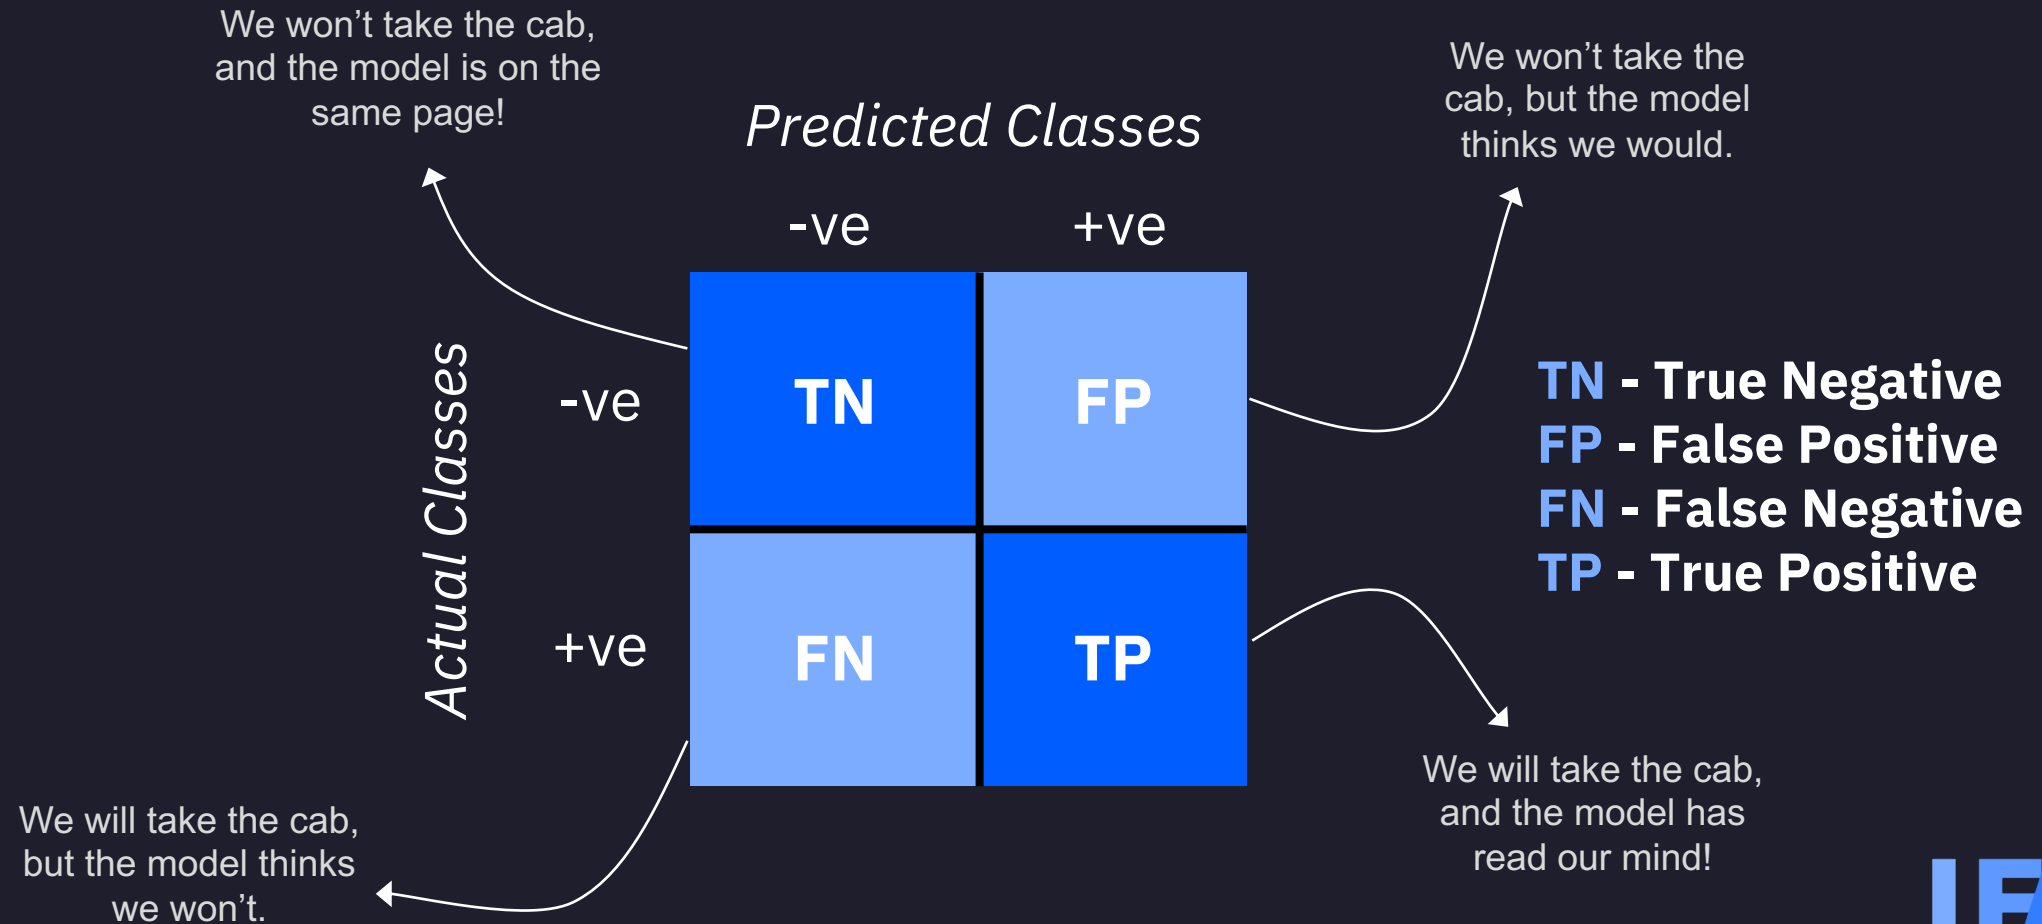 We won’t take the cab,
and the model is on the
same page!
We won’t take the
cab, but the model
thinks we would.
Predicted Classes
-ve
+ve
Actual Classes
-ve
TN
FP
+ve
FN
TP
TN - True Negative
FP - False Positive
FN - False Negative
TP - True Positive
We will take the cab,
but the model thinks
we won’t.
We will take the cab,
and the model has
read our mind!